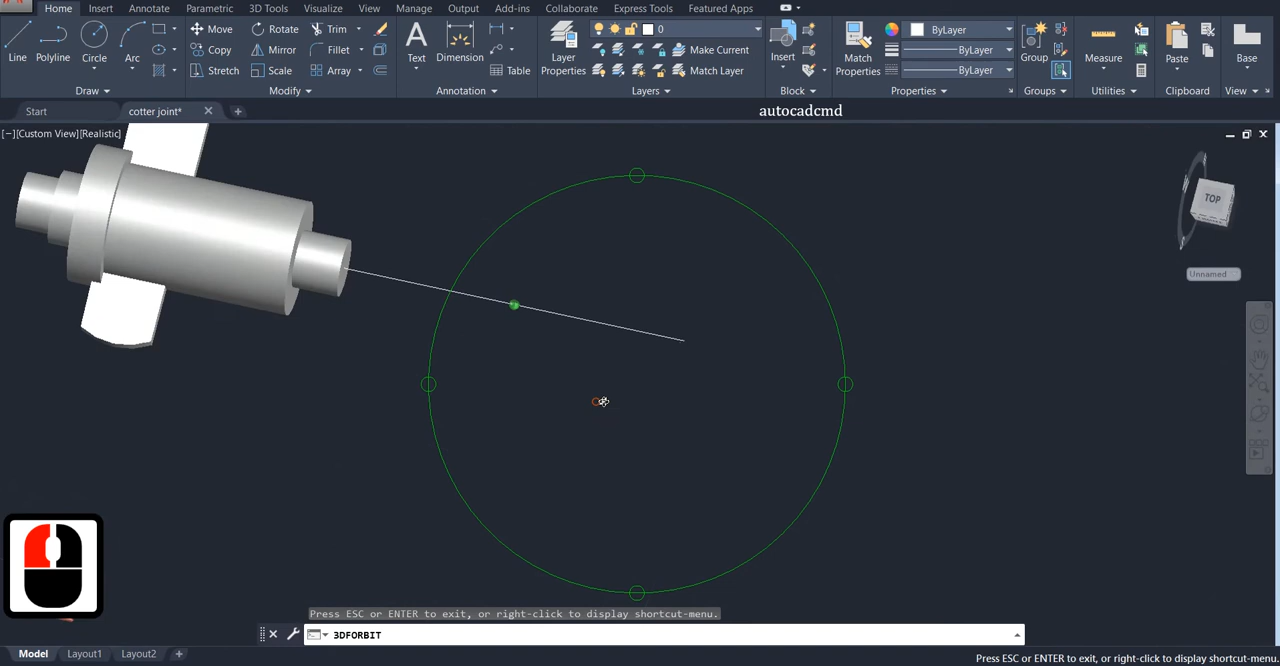 Home Insert Annotate Parametric 3D Tools Visualize View Manage Output Add-ins Collaborate Express Tools Featured Apps
Line Polyline Circle Arc
Move Rotate Trim
Copy Mirror Fillet
Stretch Scale Array
Text Dimension Table
Layer Properties
0
Make Current
Match Layer
Insert
Match Properties
ByLayer
ByLayer
ByLayer
Group
Measure
Paste
Base
Draw Modify Annotation Layers Block Properties Groups Utilities Clipboard View
Start cotter joint* autocadcmd
[−][Custom View][Realistic]
TOP
Unnamed
Press ESC or ENTER to exit, or right-click to display shortcut-menu.
3DFORBIT
Model Layout1 Layout2 +
Press ESC or ENTER to exit, or right-click to display shortcut-menu.